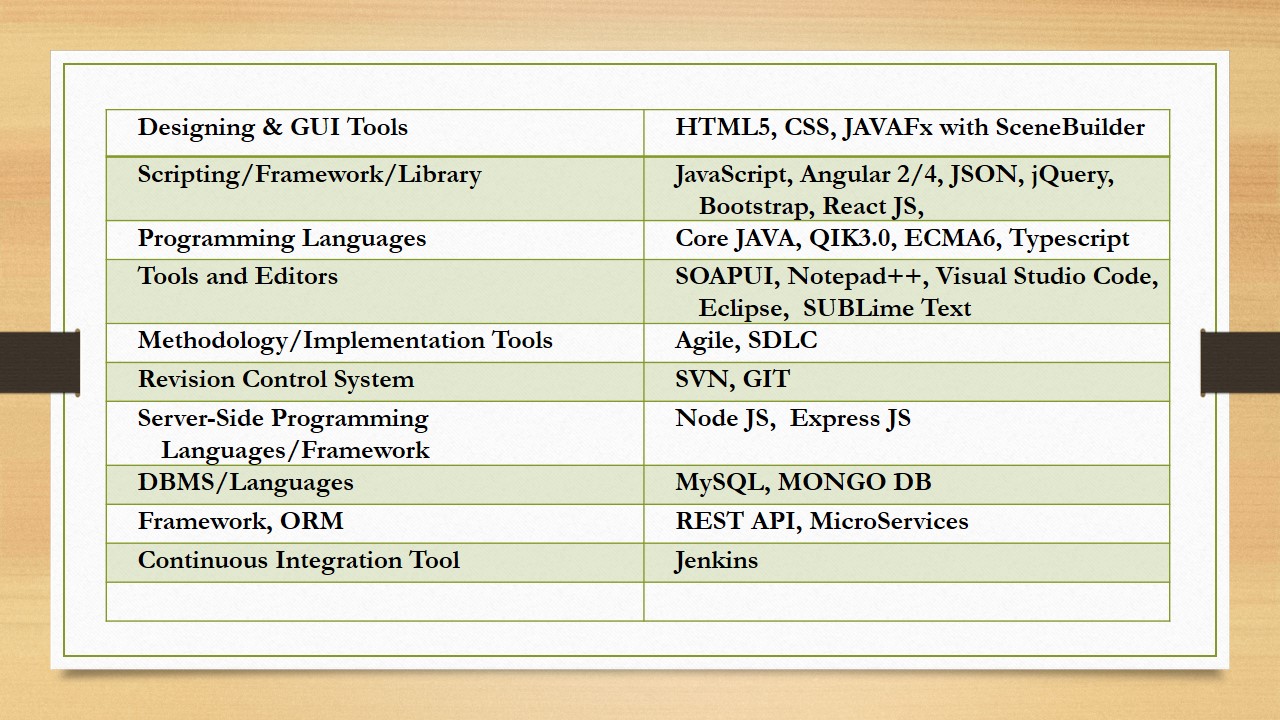 Designing & GUI Tools
HTML5, CSS, JAVAFx with SceneBuilder
Scripting/Framework/Library
JavaScript, Angular 2/4, JSON, jQuery,
Bootstrap, React JS,
Programming Languages
Core JAVA, QIK3.0, ECMA6, Typescript
Tools and Editors
SOAPUI, Notepad++, Visual Studio Code,
Eclipse,  SUBLime Text
Methodology/Implementation Tools
Agile, SDLC
Revision Control System
SVN, GIT
Server-Side Programming
Languages/Framework
Node JS,  Express JS
DBMS/Languages
MySQL, MONGO DB
Framework, ORM
REST API, MicroServices
Continuous Integration Tool
Jenkins